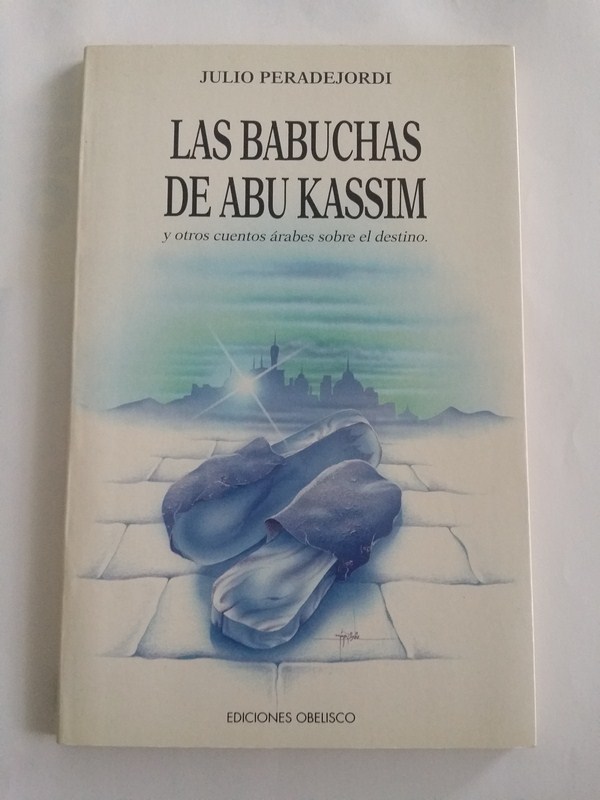 JULIO PERADEJORDI
LAS BABUCHAS
DE ABU KASSIM
y otros cuentos árabes sobre el destino.
EDICIONES OBELISCO